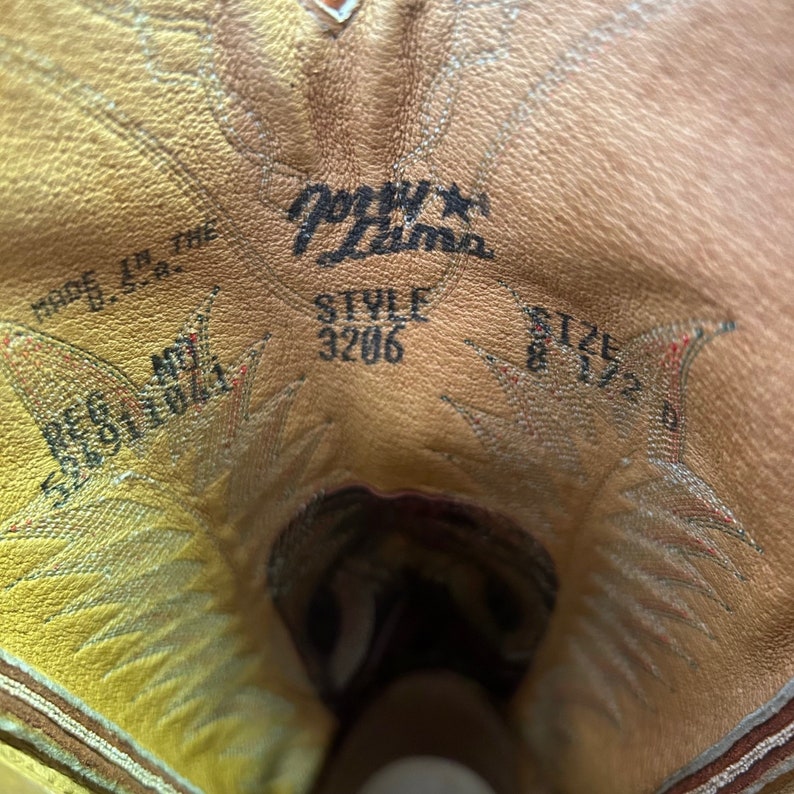 Tony
Lama
MADE IN THE
U.S.A.
STYLE
3206
SIZE
8 1/2 D
REG NO